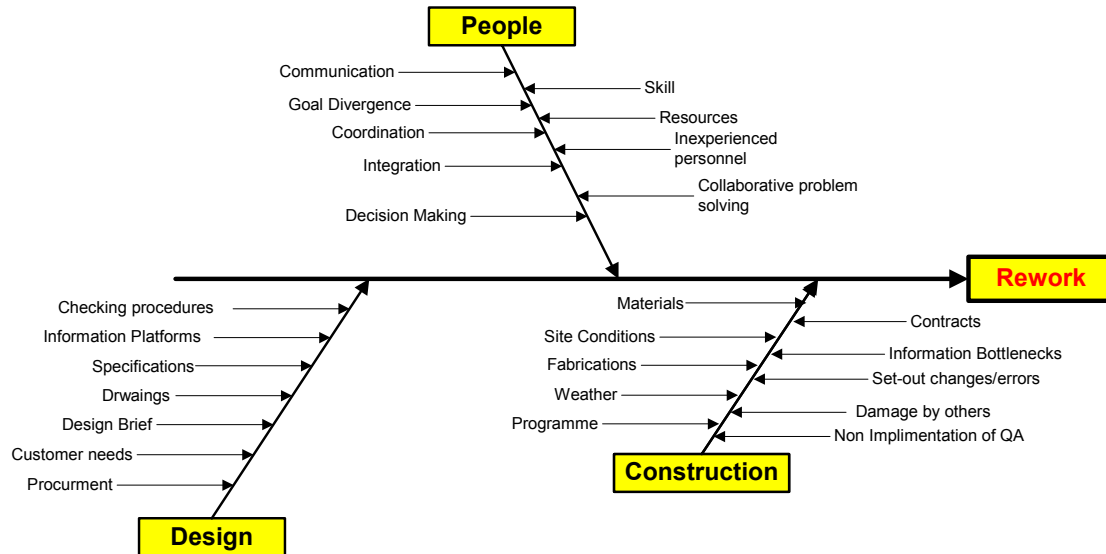 People
Communication
Skill
Goal Divergence
Resources
Coordination
Inexperienced
personnel
Integration
Collaborative problem
solving
Decision Making
Rework
Checking procedures
Information Platforms
Specifications
Drwaings
Design Brief
Customer needs
Procurment
Design
Materials
Contracts
Site Conditions
Information Bottlenecks
Fabrications
Set-out changes/errors
Weather
Damage by others
Programme
Non Implimentation of QA
Construction